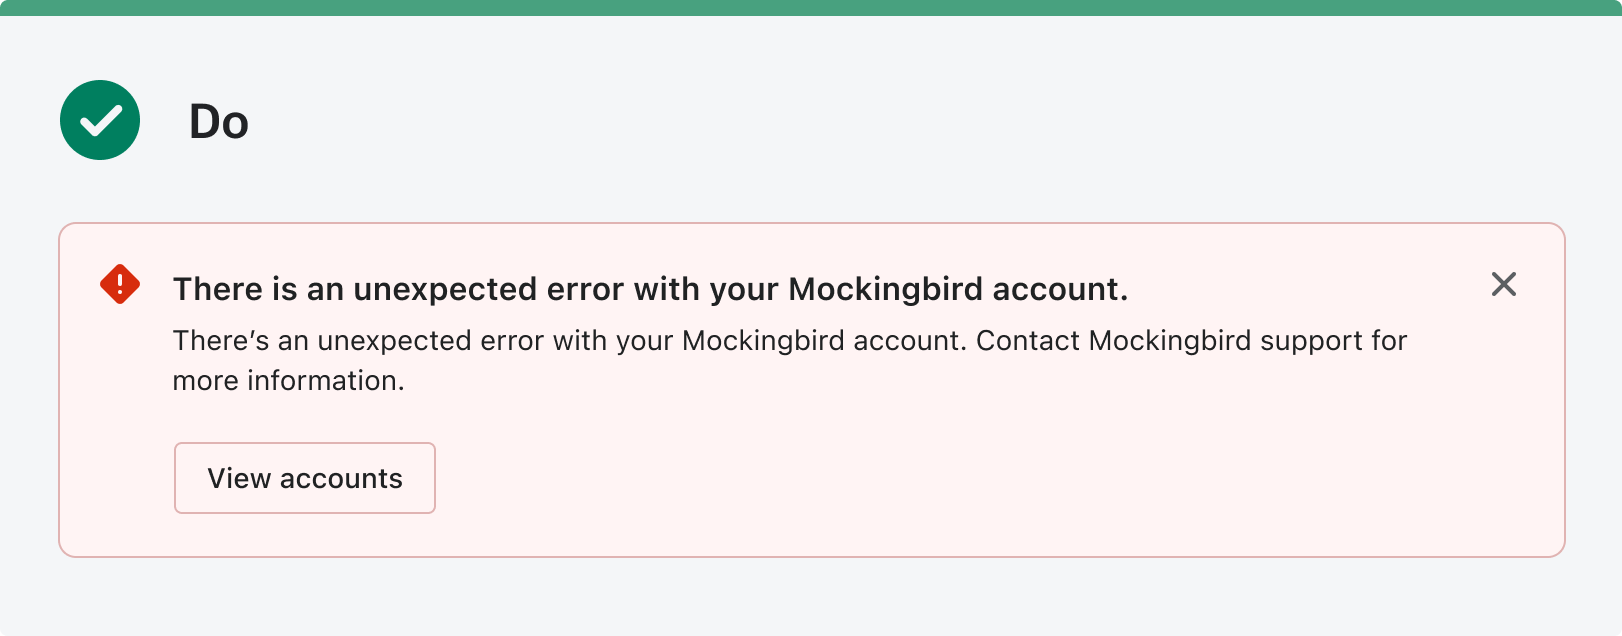 Do
There is an unexpected error with your Mockingbird account.
There’s an unexpected error with your Mockingbird account. Contact Mockingbird support for
more information.
View accounts